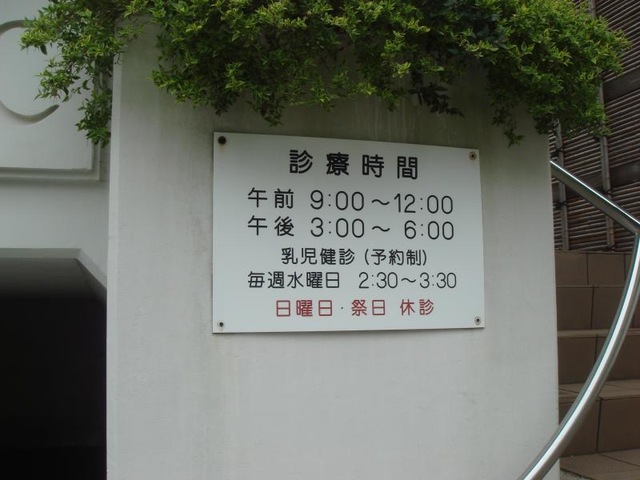 診療時間
午前 9:00～12:00
午後 3:00～ 6:00
乳児健診 (予約制)
毎週水曜日 2:30～3:30
日曜日・祭日 休診